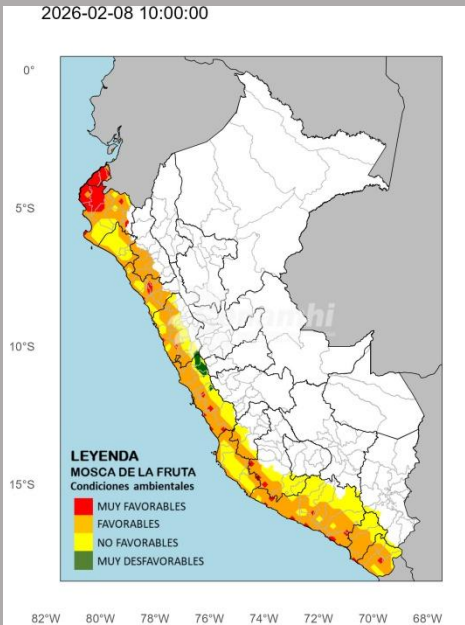 2026-02-08 10:00:00
0°
5°S
10°S
15°S
senamhi
LEYENDA
MOSCA DE LA FRUTA
Condiciones ambientales
MUY FAVORABLES
FAVORABLES
NO FAVORABLES
MUY DESFAVORABLES
82°W 80°W 78°W 76°W 74°W 72°W 70°W 68°W